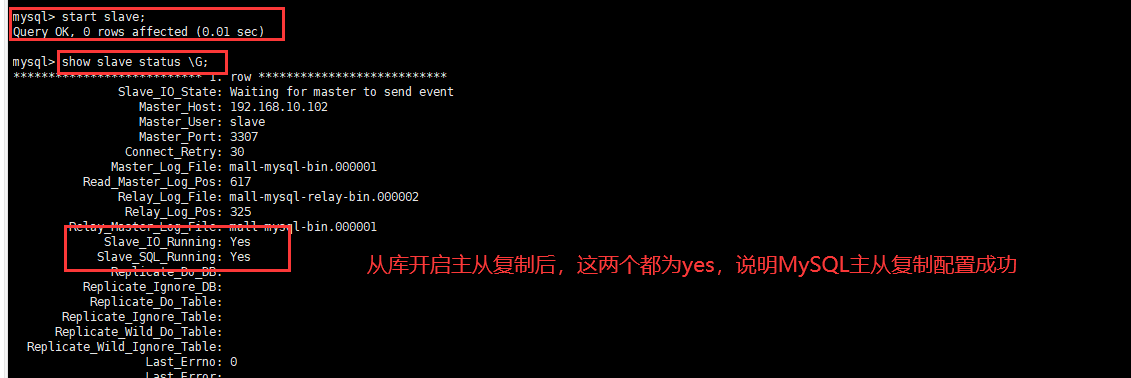 mysql> start slave;
Query OK, 0 rows affected (0.01 sec)
mysql> show slave status \G;
*************************** 1. row ***************************
Slave_IO_State: Waiting for master to send event
Master_Host: 192.168.10.102
Master_User: slave
Master_Port: 3307
Connect_Retry: 30
Master_Log_File: mall-mysql-bin.000001
Read_Master_Log_Pos: 617
Relay_Log_File: mall-mysql-relay-bin.000002
Relay_Log_Pos: 325
Relay_Master_Log_File: mall-mysql-bin.000001
Slave_IO_Running: Yes
Slave_SQL_Running: Yes
从库开启主从复制后，这两个都为yes，说明MySQL主从复制配置成功
Replicate_Do_DB:
Replicate_Ignore_DB:
Replicate_Do_Table:
Replicate_Ignore_Table:
Replicate_Wild_Do_Table:
Replicate_Wild_Ignore_Table:
Last_Errno: 0
Last_Error: